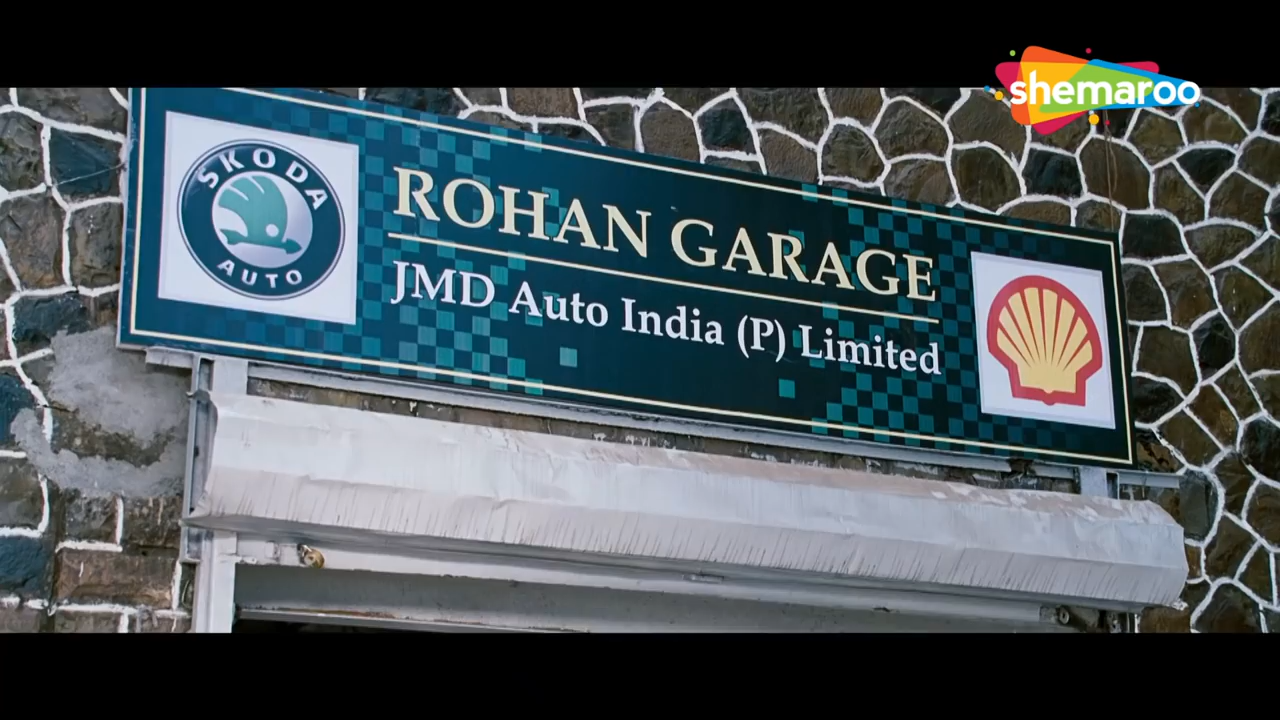 shemaroo
SKODA
AUTO
ROHAN GARAGE
JMD Auto India (P) Limited